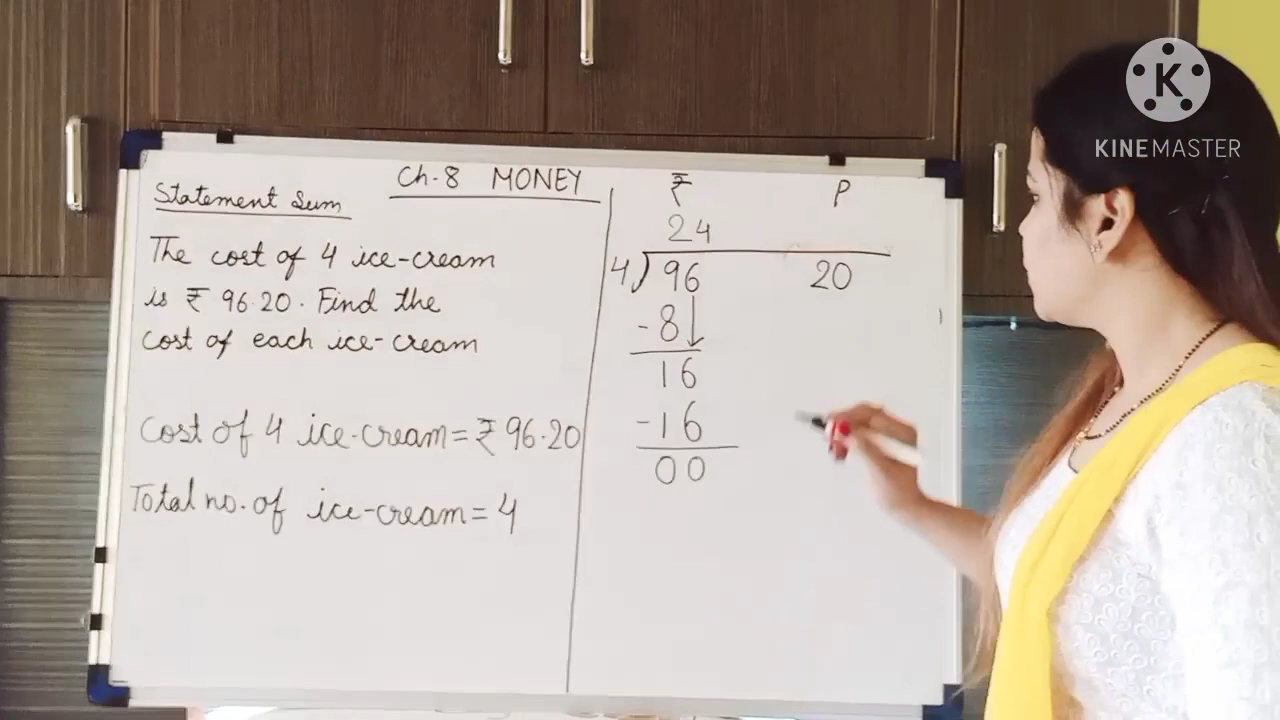 Ch-8 MONEY
Statement Sum
The cost of 4 ice-cream
is ₹ 96.20. Find the
cost of each ice-cream
Cost of 4 ice-cream = ₹ 96.20
Total no. of ice-cream = 4
₹ P
24
4) 96 20
-8↓
16
-16
00
K
KINEMASTER